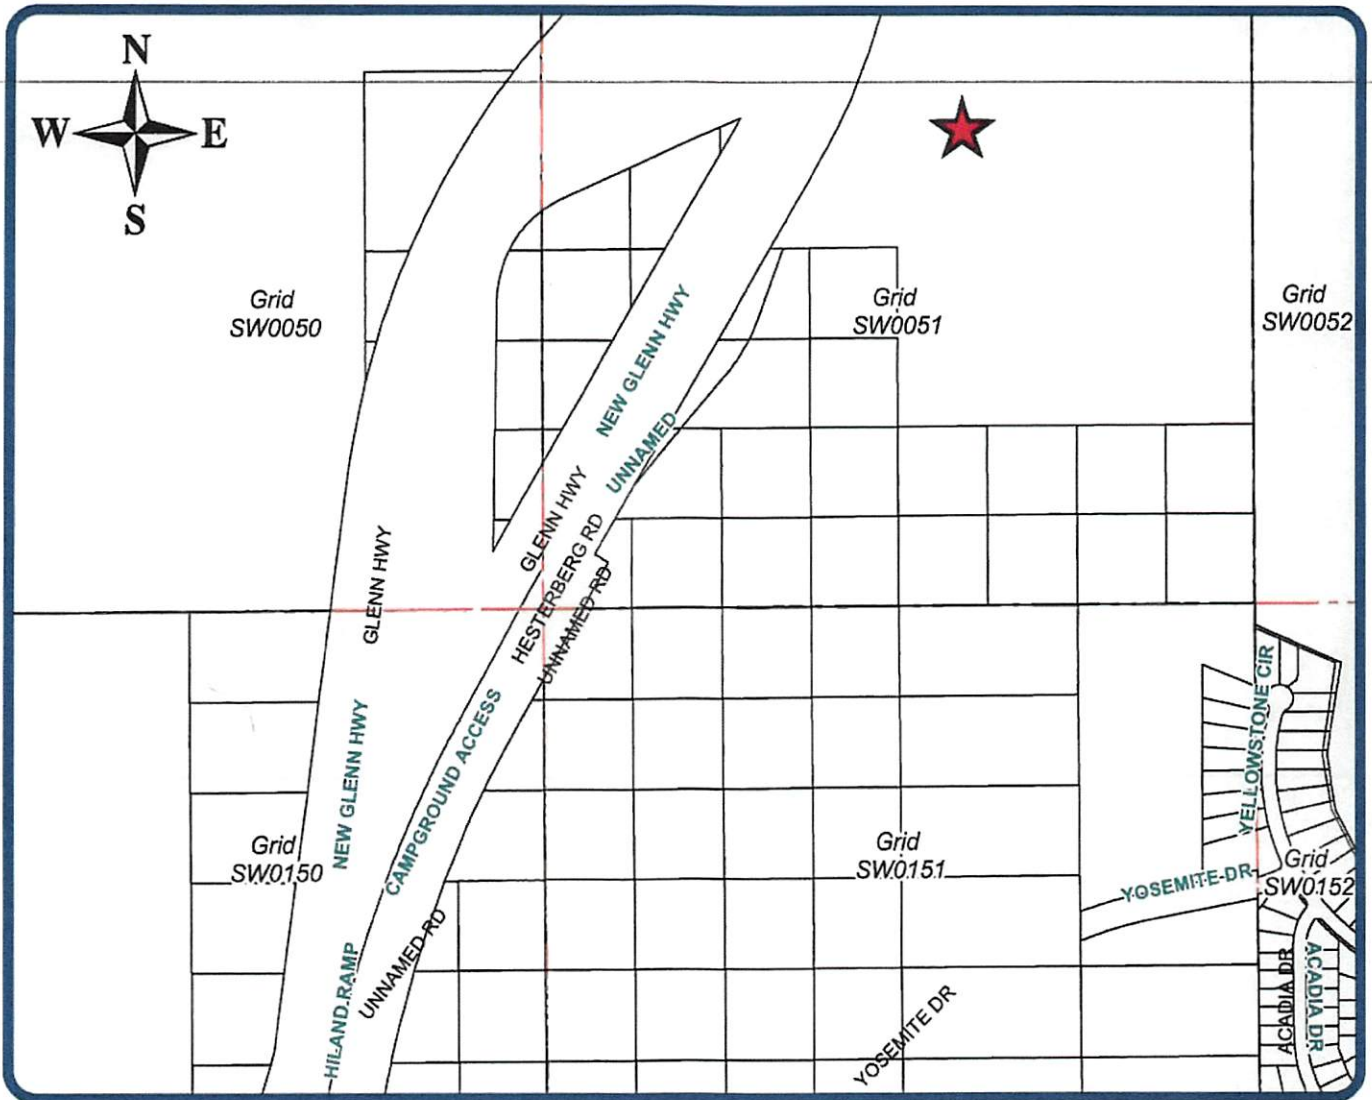 N
W E
S
Grid
SW0050
Grid
SW0051
Grid
SW0052
NEW GLENN HWY
UNNAMED
GLENN HWY
GLENN HWY
HESTERBERG RD
UNNAMED RD
NEW GLENN HWY
CAMPGROUND ACCESS
YELLOWSTONE CIR
Grid
SW0150
Grid
SW0151
Grid
SW0152
YOSEMITE DR
UNNAMED RD
HILAND RAMP
YOSEMITE DR
ACADIA DR
ACADIA DR